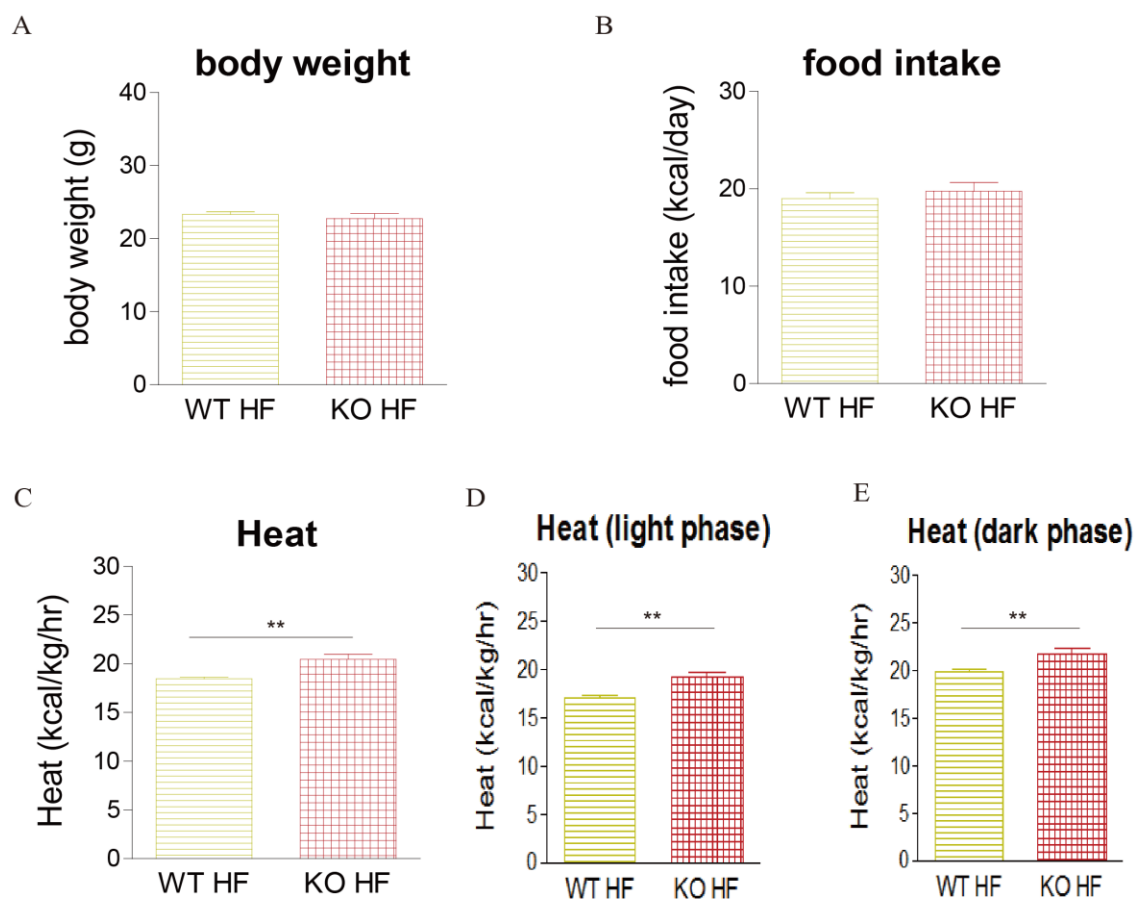 A
body weight
body weight (g)
40
30
20
10
0
WT HF
KO HF
B
food intake
food intake (kcal/day)
30
20
10
0
WT HF
KO HF
C
Heat
Heat (kcal/kg/hr)
30
25
20
15
10
5
0
**
WT HF
KO HF
D
Heat (light phase)
Heat (kcal/kg/hr)
30
25
20
15
10
5
0
**
WT HF
KO HF
E
Heat (dark phase)
Heat (kcal/kg/hr)
30
25
20
15
10
5
0
**
WT HF
KO HF